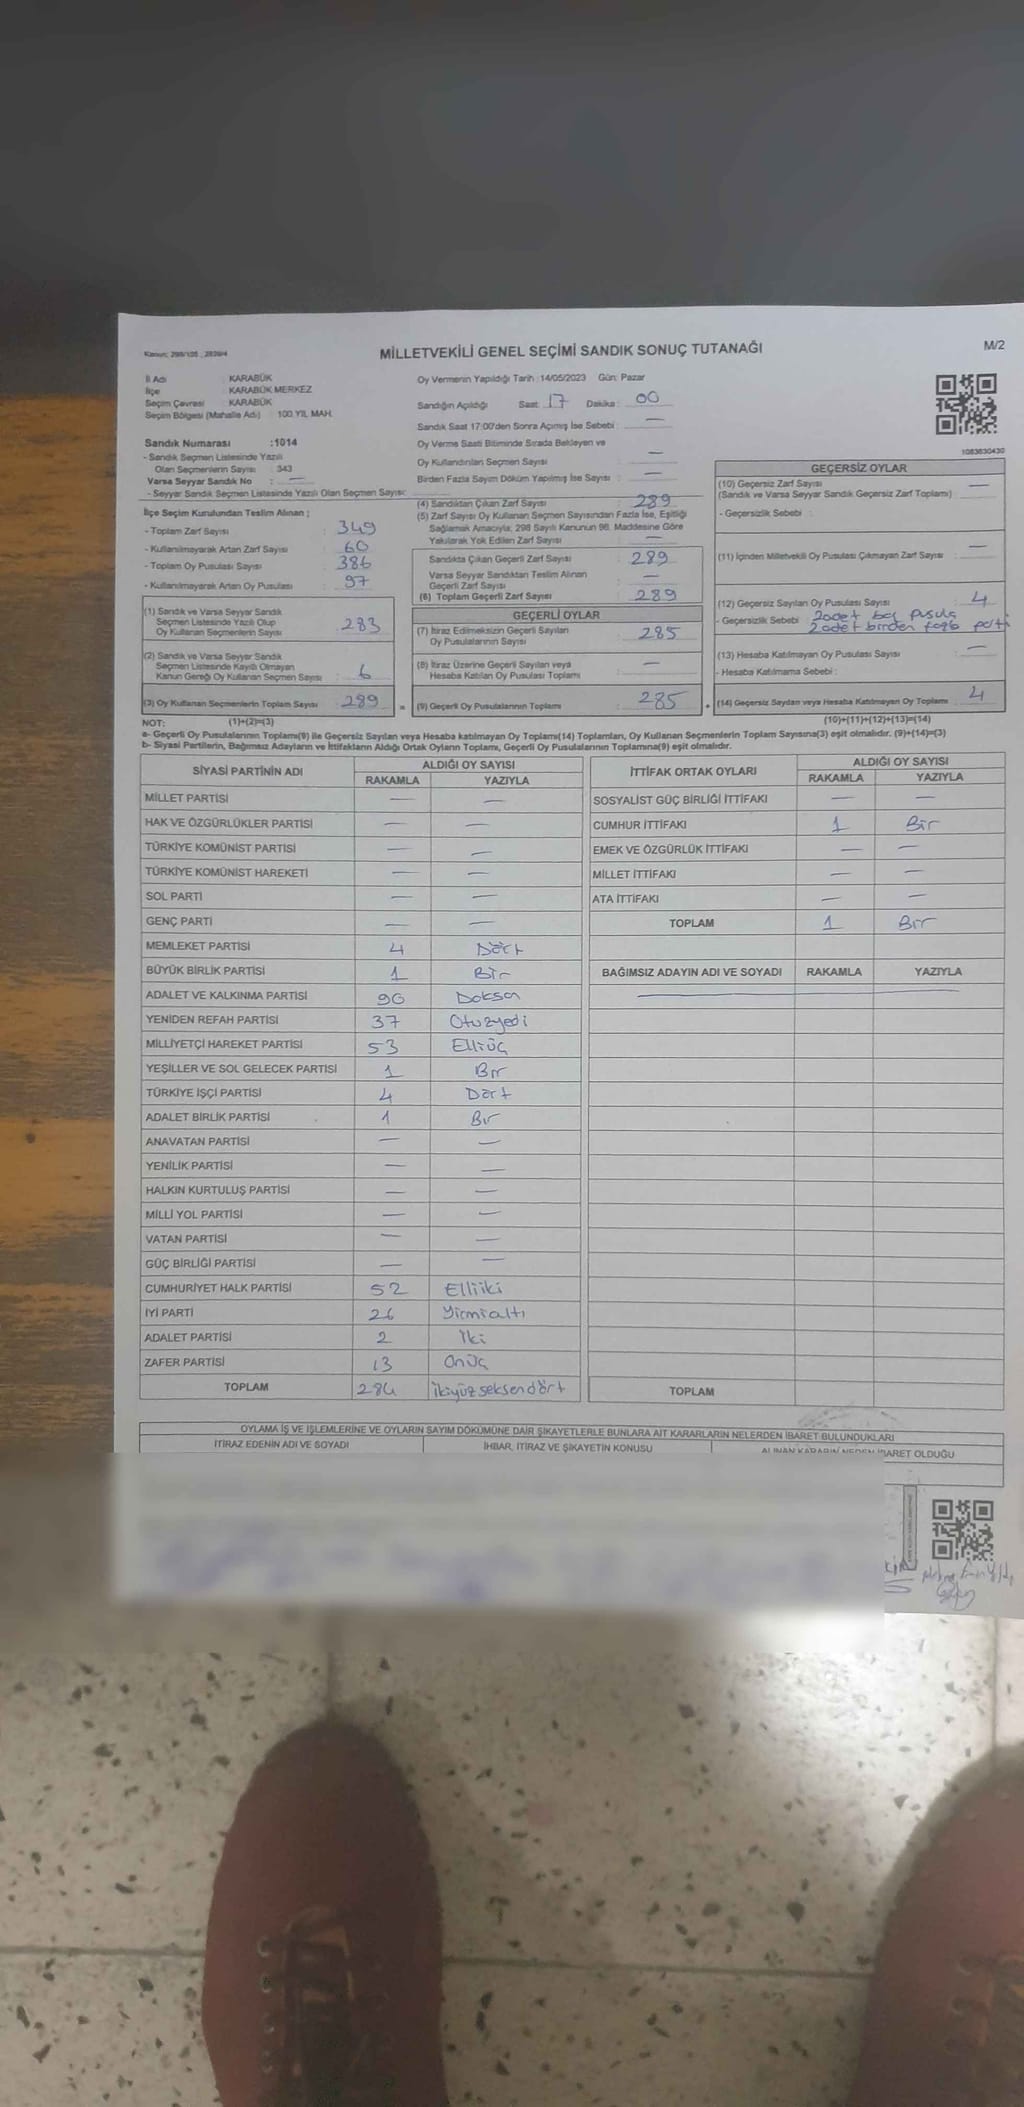 Kanun: 298/105 , 2839/4
MİLLETVEKİLİ GENEL SEÇİMİ SANDIK SONUÇ TUTANAĞI
M/2
İl Adı : KARABÜK
İlçe : KARABÜK MERKEZ
Seçim Çevrasi : KARABÜK
Seçim Bölgesi (Mahalle Adı) : 100.YIL MAH.
Sandık Numarası :1014
- Sandık Seçmen Listesinde Yazılı
Olan Seçmenlerin Sayısı : 343
Varsa Seyyar Sandık No : —
- Seyyar Sandık Seçmen Listesinde Yazılı Olan Seçmen Sayısı:
İlçe Seçim Kurulundan Teslim Alınan ;
- Toplam Zarf Sayısı : 349
- Kullanılmayarak Artan Zarf Sayısı : 60
- Toplam Oy Pusulası Sayısı : 386
- Kullanılmayarak Artan Oy Pusulası : 97
(1) Sandık ve Varsa Seyyar Sandık
Seçmen Listesinde Yazılı Olup
Oy Kullanan Seçmenlerin Sayısı : 283
(2) Sandık ve Varsa Seyyar Sandık
Seçmen Listesinde Kayıtlı Olmayan
Kanun Gereği Oy Kullanan Seçmen Sayısı : 6
(3) Oy Kullanan Seçmenlerin Toplam Sayısı : 289
Oy Vermenin Yapıldığı Tarih :14/05/2023 Gün: Pazar
Sandığın Açıldığı Saat: 17 Dakika: 00
Sandık Saat 17:00'den Sonra Açılmış İse Sebebi : —
Oy Verme Saati Bitiminde Sırada Bekleyen ve
Oy Kullandırılan Seçmen Sayısı : —
Birden Fazla Sayım Döküm Yapılmış İse Sayısı : —
(4) Sandıktan Çıkan Zarf Sayısı : 289
(5) Zarf Sayısı Oy Kullanan Seçmen Sayısından Fazla İse, Eşitliği
Sağlamak Amacıyla; 298 Sayılı Kanunun 98. Maddesine Göre
Yakılarak Yok Edilen Zarf Sayısı : —
Sandıkta Çıkan Geçerli Zarf Sayısı : 289
Varsa Seyyar Sandıktan Teslim Alınan
Geçerli Zarf Sayısı : —
(6) Toplam Geçerli Zarf Sayısı : 289
GEÇERLİ OYLAR
(7) İtiraz Edilmeksizin Geçerli Sayılan
Oy Pusulalarının Sayısı : 285
(8) İtiraz Üzerine Geçerli Sayılan veya
Hesaba Katılan Oy Pusulası Toplamı : —
= (9) Geçerli Oy Pusulalarının Toplamı : 285
1083630430
GEÇERSİZ OYLAR
(10) Geçersiz Zarf Sayısı : —
(Sandık ve Varsa Seyyar Sandık Geçersiz Zarf Toplamı)
- Geçersizlik Sebebi :
(11) İçinden Milletvekili Oy Pusulası Çıkmayan Zarf Sayısı : —
(12) Geçersiz Sayılan Oy Pusulası Sayısı : 4
- Geçersizlik Sebebi : 2 adet boş pusula
2 adet birden fazla parti
(13) Hesaba Katılmayan Oy Pusulası Sayısı : —
- Hesaba Katılmama Sebebi :
+ (14) Geçersiz Sayılan veya Hesaba Katılmayan Oy Toplamı : 4
NOT: (1)+(2)=(3) (10)+(11)+(12)+(13)=(14)
a- Geçerli Oy Pusulalarının Toplamı(9) ile Geçersiz Sayılan veya Hesaba katılmayan Oy Toplamı(14) Toplamları, Oy Kullanan Seçmenlerin Toplam Sayısına(3) eşit olmalıdır. (9)+(14)=(3)
b- Siyasi Partilerin, Bağımsız Adayların ve İttifakların Aldığı Ortak Oyların Toplamı, Geçerli Oy Pusulalarının Toplamına(9) eşit olmalıdır.
SİYASİ PARTİNİN ADI ALDIĞI OY SAYISI
RAKAMLA YAZIYLA
MİLLET PARTİSİ — —
HAK VE ÖZGÜRLÜKLER PARTİSİ — —
TÜRKİYE KOMÜNİST PARTİSİ — —
TÜRKİYE KOMÜNİST HAREKETİ — —
SOL PARTİ — —
GENÇ PARTİ — —
MEMLEKET PARTİSİ 4 Dört
BÜYÜK BİRLİK PARTİSİ 1 Bir
ADALET VE KALKINMA PARTİSİ 90 Doksan
YENİDEN REFAH PARTİSİ 37 Otuzyedi
MİLLİYETÇİ HAREKET PARTİSİ 53 Elliüç
YEŞİLLER VE SOL GELECEK PARTİSİ 1 Bir
TÜRKİYE İŞÇİ PARTİSİ 4 Dört
ADALET BİRLİK PARTİSİ 1 Bir
ANAVATAN PARTİSİ — —
YENİLİK PARTİSİ — —
HALKIN KURTULUŞ PARTİSİ — —
MİLLİ YOL PARTİSİ — —
VATAN PARTİSİ — —
GÜÇ BİRLİĞİ PARTİSİ — —
CUMHURİYET HALK PARTİSİ 52 Elliiki
İYİ PARTİ 26 Yirmialtı
ADALET PARTİSİ 2 İki
ZAFER PARTİSİ 13 Onüç
TOPLAM 284 İkiyüzseksendört
İTTİFAK ORTAK OYLARI ALDIĞI OY SAYISI
RAKAMLA YAZIYLA
SOSYALİST GÜÇ BİRLİĞİ İTTİFAKI — —
CUMHUR İTTİFAKI 1 Bir
EMEK VE ÖZGÜRLÜK İTTİFAKI — —
MİLLET İTTİFAKI — —
ATA İTTİFAKI — —
TOPLAM 1 Bir
BAĞIMSIZ ADAYIN ADI VE SOYADI RAKAMLA YAZIYLA
TOPLAM
OYLAMA İŞ VE İŞLEMLERİNE VE OYLARIN SAYIM DÖKÜMÜNE DAİR ŞİKAYETLERLE BUNLARA AİT KARARLARIN NELERDEN İBARET BULUNDUKLARI
İTİRAZ EDENİN ADI VE SOYADI İHBAR, İTİRAZ VE ŞİKAYETİN KONUSU ALINAN KARARIN NEDEN İBARET OLDUĞU